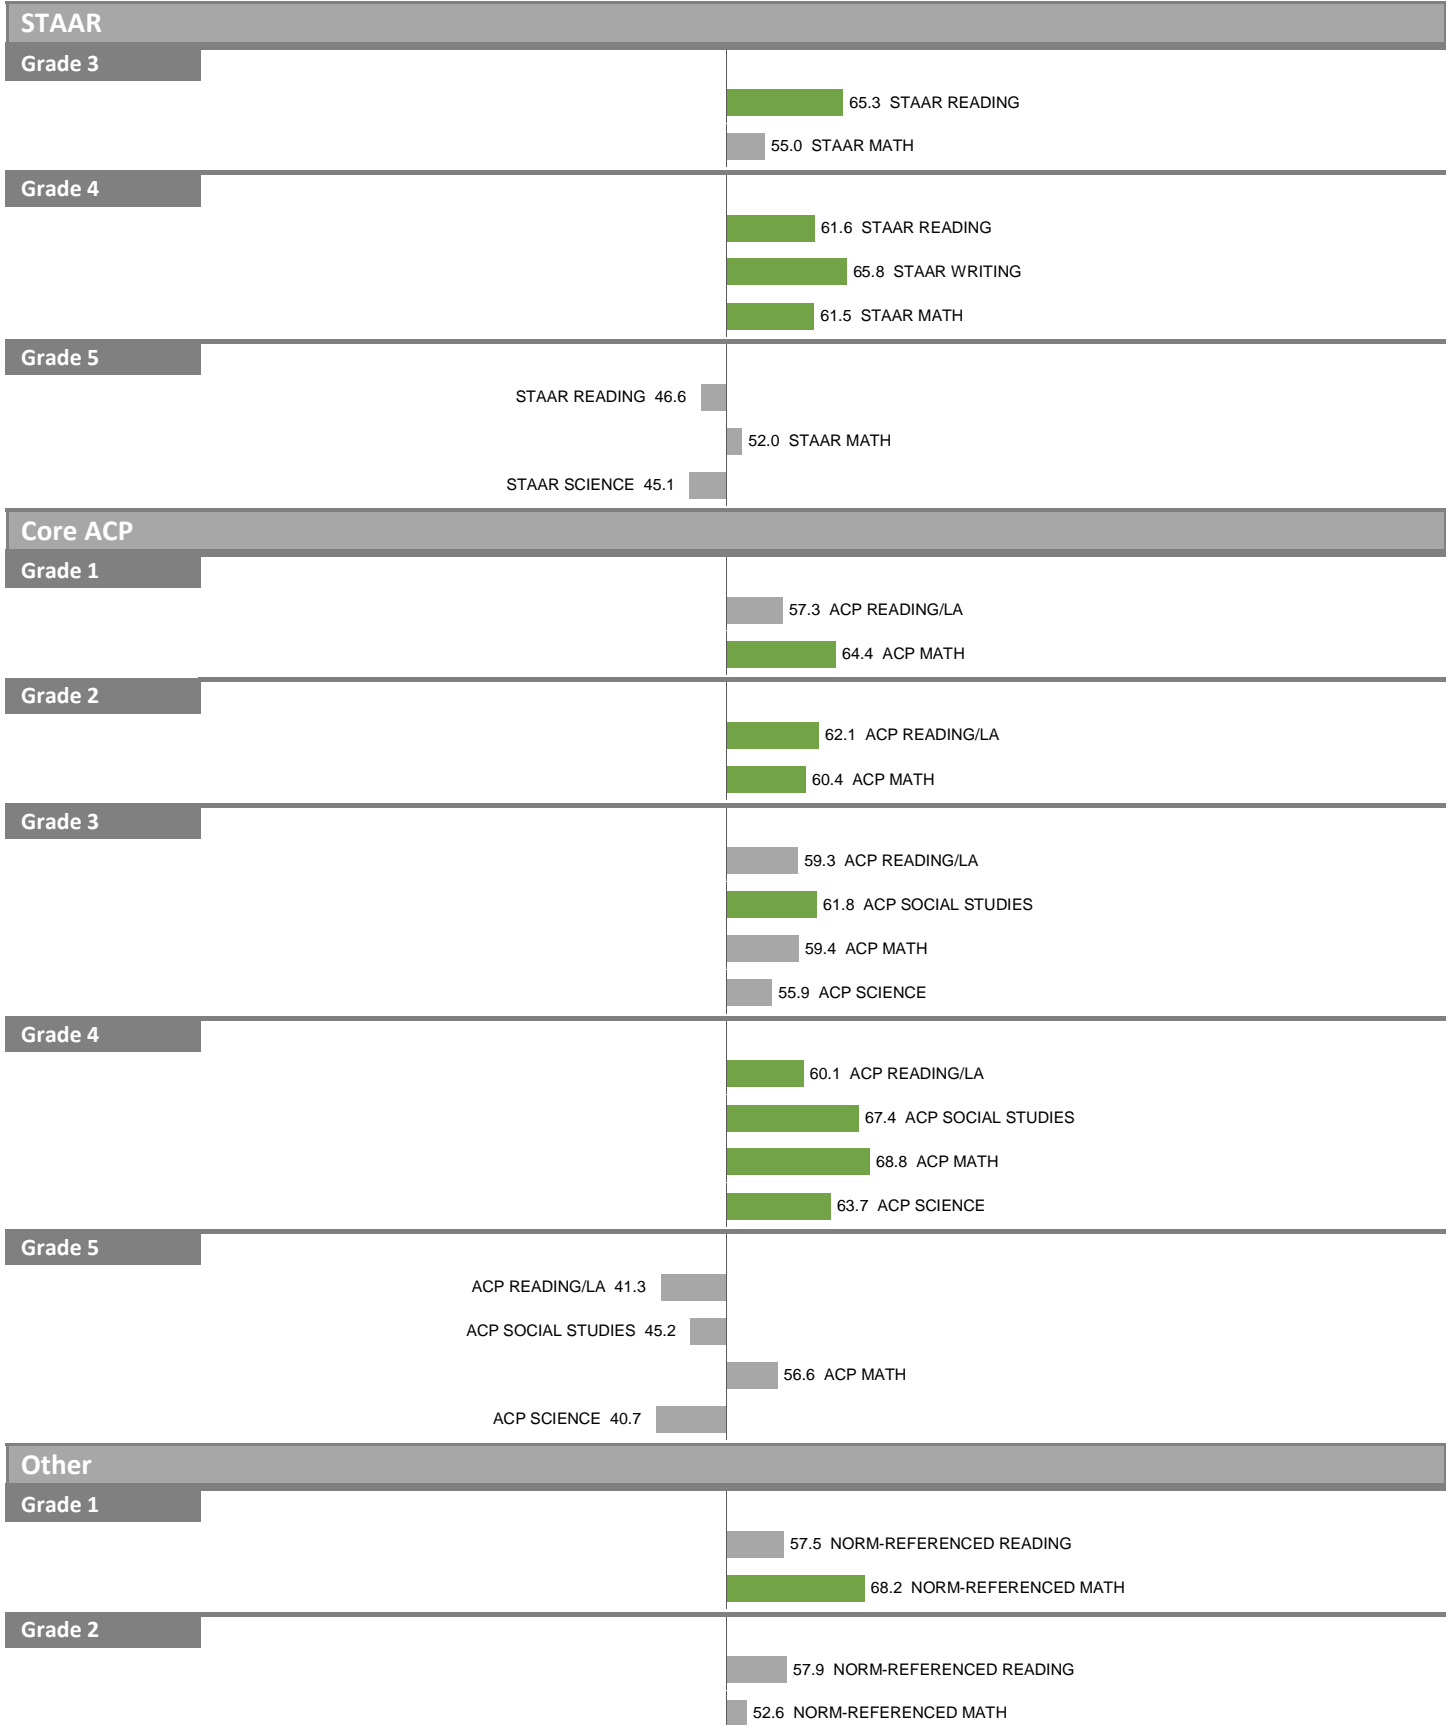 STAAR
Grade 3
65.3 STAAR READING
55.0 STAAR MATH
Grade 4
61.6 STAAR READING
65.8 STAAR WRITING
61.5 STAAR MATH
Grade 5
STAAR READING 46.6
52.0 STAAR MATH
STAAR SCIENCE 45.1
Core ACP
Grade 1
57.3 ACP READING/LA
64.4 ACP MATH
Grade 2
62.1 ACP READING/LA
60.4 ACP MATH
Grade 3
59.3 ACP READING/LA
61.8 ACP SOCIAL STUDIES
59.4 ACP MATH
55.9 ACP SCIENCE
Grade 4
60.1 ACP READING/LA
67.4 ACP SOCIAL STUDIES
68.8 ACP MATH
63.7 ACP SCIENCE
Grade 5
ACP READING/LA 41.3
ACP SOCIAL STUDIES 45.2
56.6 ACP MATH
ACP SCIENCE 40.7
Other
Grade 1
57.5 NORM-REFERENCED READING
68.2 NORM-REFERENCED MATH
Grade 2
57.9 NORM-REFERENCED READING
52.6 NORM-REFERENCED MATH